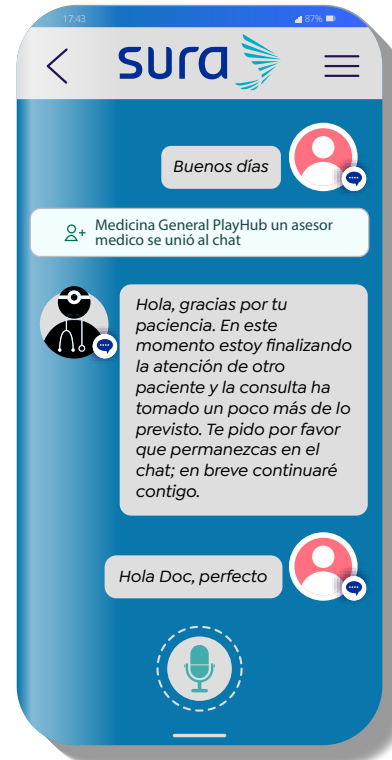 17:43
87%
sura
Buenos días
Medicina General PlayHub un asesor
medico se unió al chat
Hola, gracias por tu
paciencia. En este
momento estoy finalizando
la atención de otro
paciente y la consulta ha
tomado un poco más de lo
previsto. Te pido por favor
que permanezcas en el
chat; en breve continuaré
contigo.
Hola Doc, perfecto